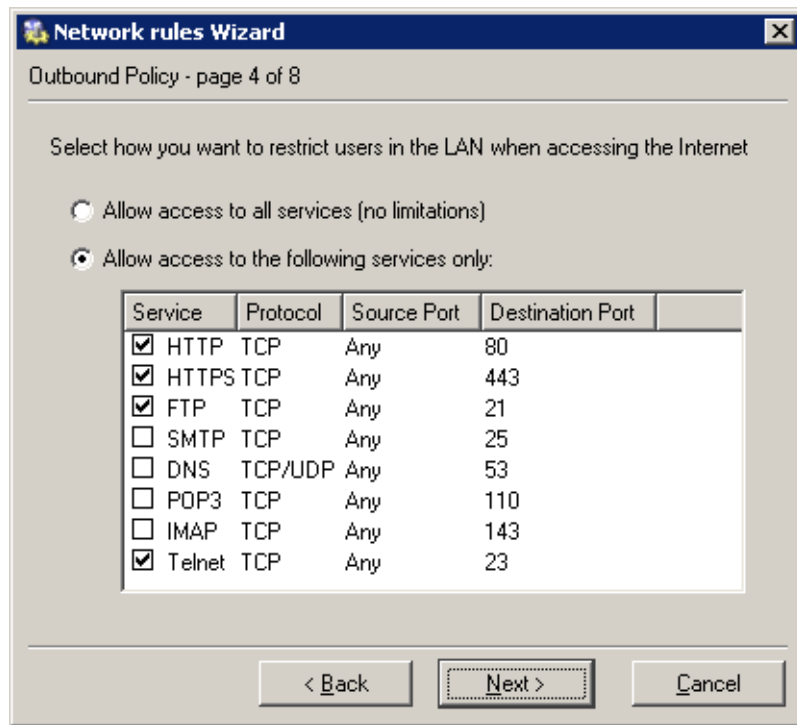 Network rules Wizard
Outbound Policy - page 4 of 8
Select how you want to restrict users in the LAN when accessing the Internet
Allow access to all services (no limitations)
Allow access to the following services only:
Service Protocol Source Port Destination Port
HTTP TCP Any 80
HTTPS TCP Any 443
FTP TCP Any 21
SMTP TCP Any 25
DNS TCP/UDP Any 53
POP3 TCP Any 110
IMAP TCP Any 143
Telnet TCP Any 23
< Back Next > Cancel